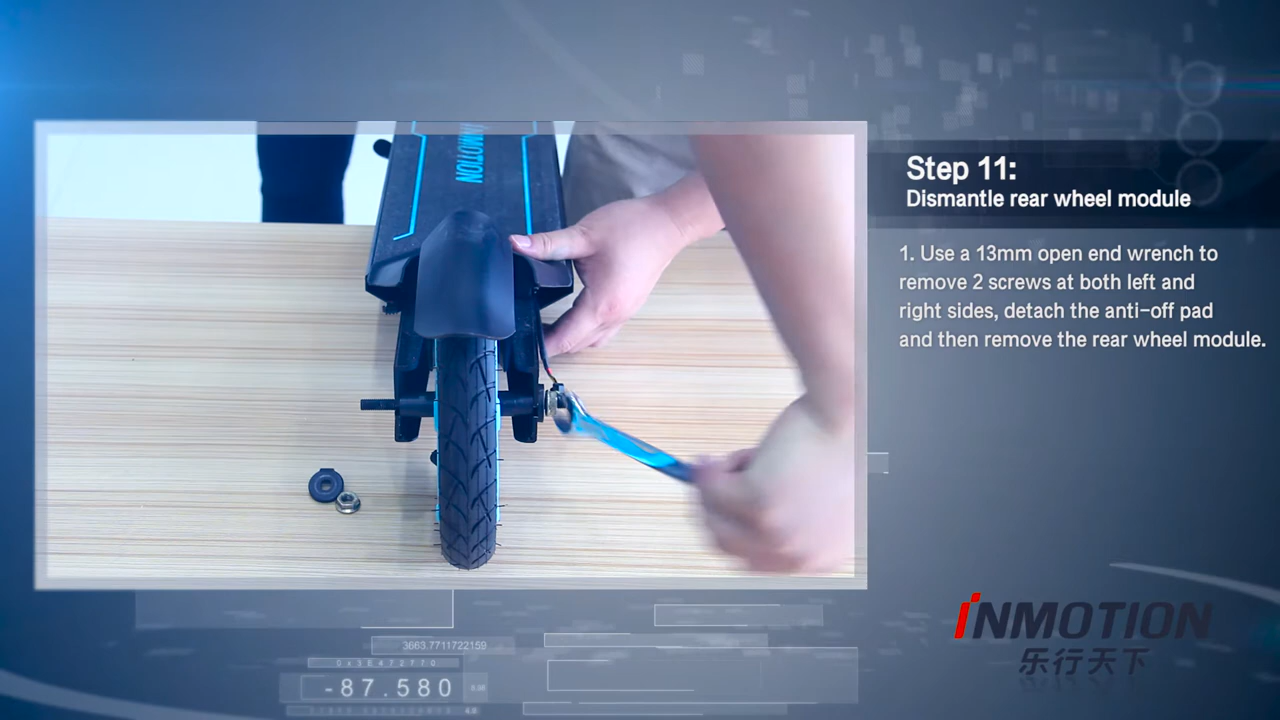 INMOTION
Step 11:
Dismantle rear wheel module
1. Use a 13mm open end wrench to
remove 2 screws at both left and
right sides, detach the anti-off pad
and then remove the rear wheel module.
INMOTION
乐行天下
3663.7711722159
-87.580